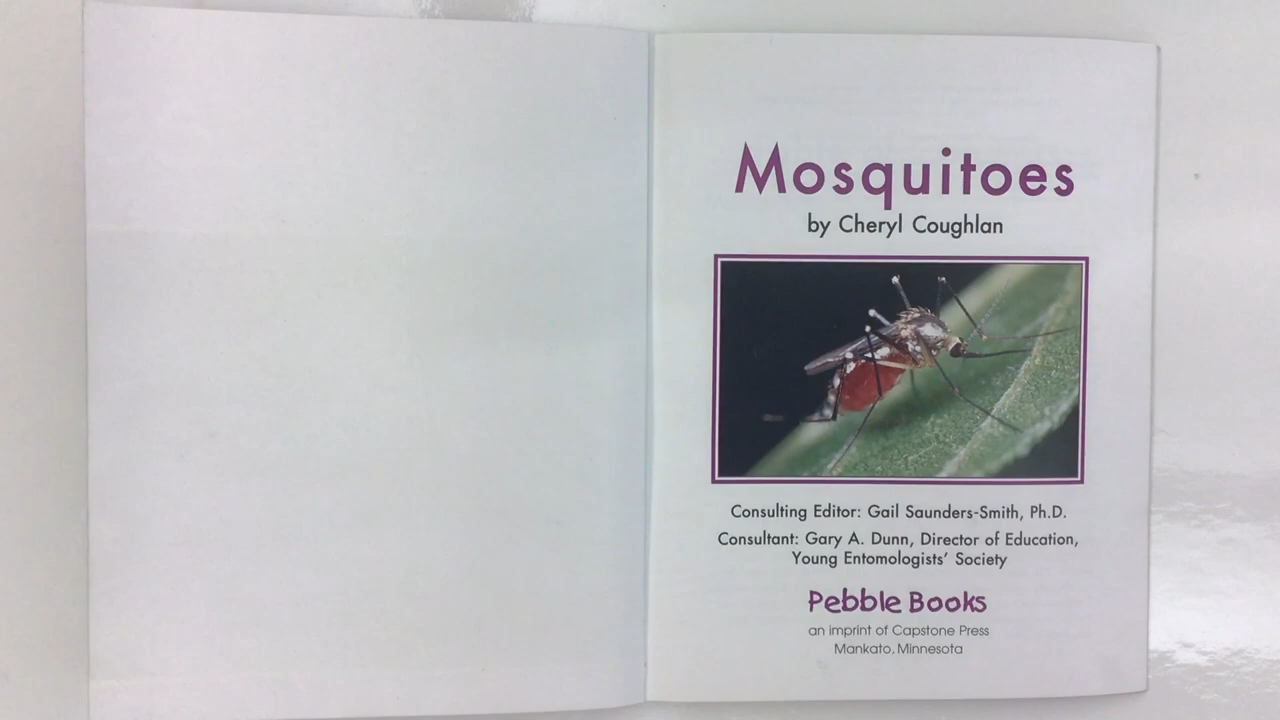 Mosquitoes
by Cheryl Coughlan
Consulting Editor: Gail Saunders-Smith, Ph.D.
Consultant: Gary A. Dunn, Director of Education,
Young Entomologists' Society
Pebble Books
an imprint of Capstone Press
Mankato, Minnesota